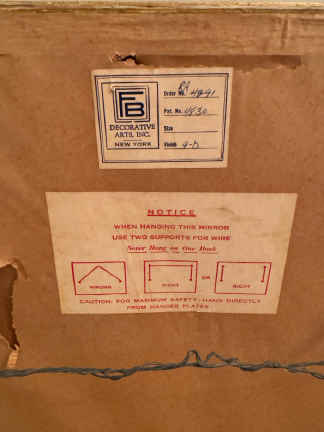 FB
DECORATIVE
ARTS, INC.
NEW YORK
Order No.
Pat. No. 4930
Size
Finish
NOTICE
WHEN HANGING THIS MIRROR
USE TWO SUPPORTS FOR WIRE
Never Hang on One Hook
WRONG
RIGHT
OR
RIGHT
CAUTION: FOR MAXIMUM SAFETY-HANG DIRECTLY
FROM HANGER PLATES